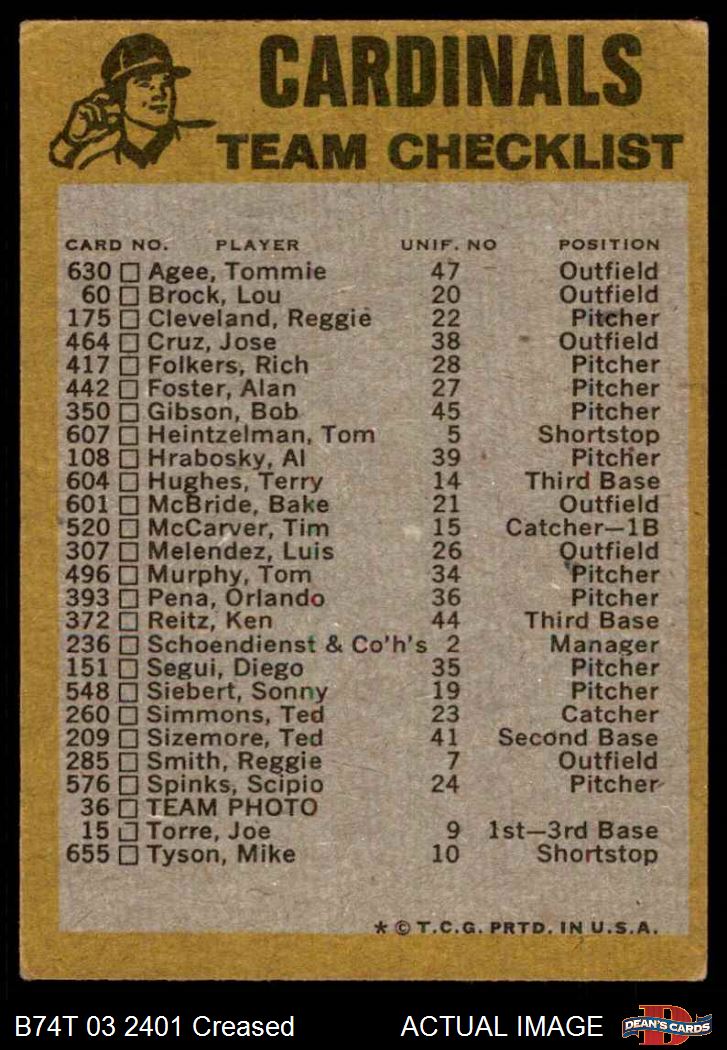 CARDINALS
TEAM CHECKLIST
CARD NO. PLAYER UNIF. NO POSITION
630 Agee, Tommie 47 Outfield
60 Brock, Lou 20 Outfield
175 Cleveland, Reggie 22 Pitcher
464 Cruz, Jose 38 Outfield
417 Folkers, Rich 28 Pitcher
442 Foster, Alan 27 Pitcher
350 Gibson, Bob 45 Pitcher
607 Heintzelman, Tom 5 Shortstop
108 Hrabosky, Al 39 Pitcher
604 Hughes, Terry 14 Third Base
601 McBride, Bake 21 Outfield
520 McCarver, Tim 15 Catcher—1B
307 Melendez, Luis 26 Outfield
496 Murphy, Tom 34 Pitcher
393 Pena, Orlando 36 Pitcher
372 Reitz, Ken 44 Third Base
236 Schoendienst & Co'h's 2 Manager
151 Segui, Diego 35 Pitcher
548 Siebert, Sonny 19 Pitcher
260 Simmons, Ted 23 Catcher
209 Sizemore, Ted 41 Second Base
285 Smith, Reggie 7 Outfield
576 Spinks, Scipio 24 Pitcher
36 TEAM PHOTO
15 Torre, Joe 9 1st—3rd Base
655 Tyson, Mike 10 Shortstop
* © T.C.G. PRTD. IN U.S.A.
B74T 03 2401 Creased ACTUAL IMAGE
D
DEAN'S CARDS